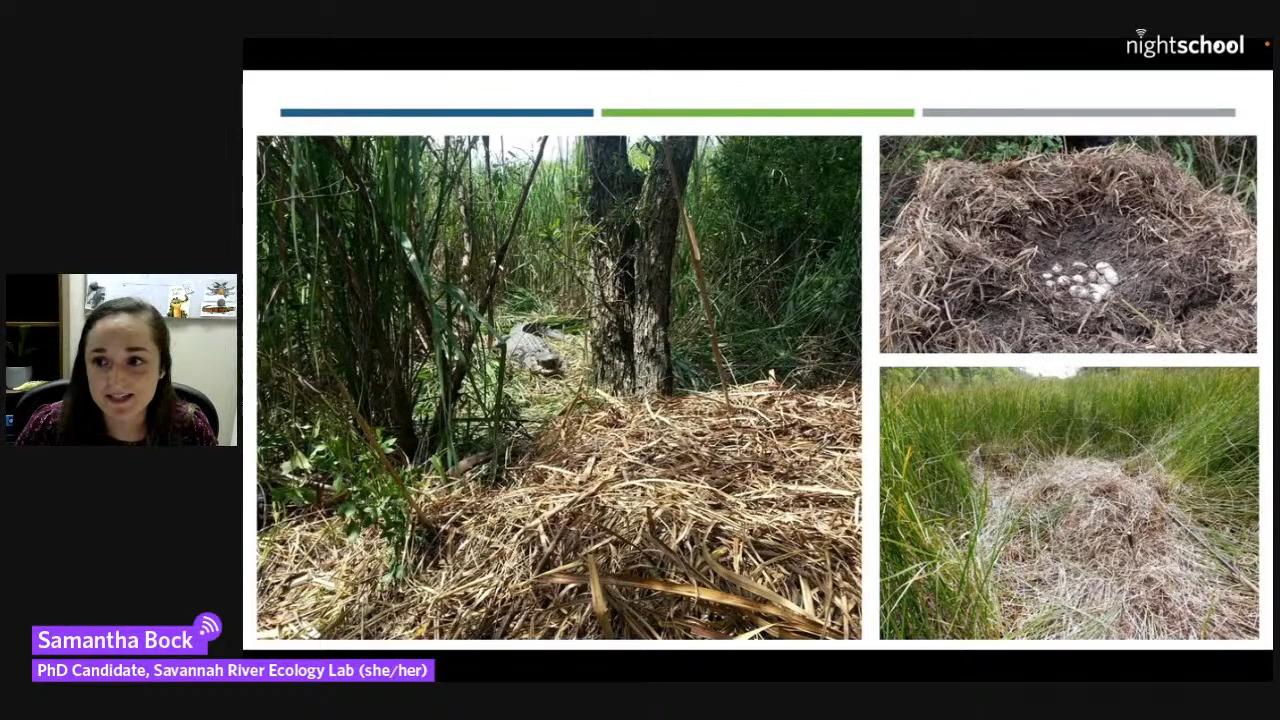 nightschool
Samantha Bock
PhD Candidate, Savannah River Ecology Lab (she/her)